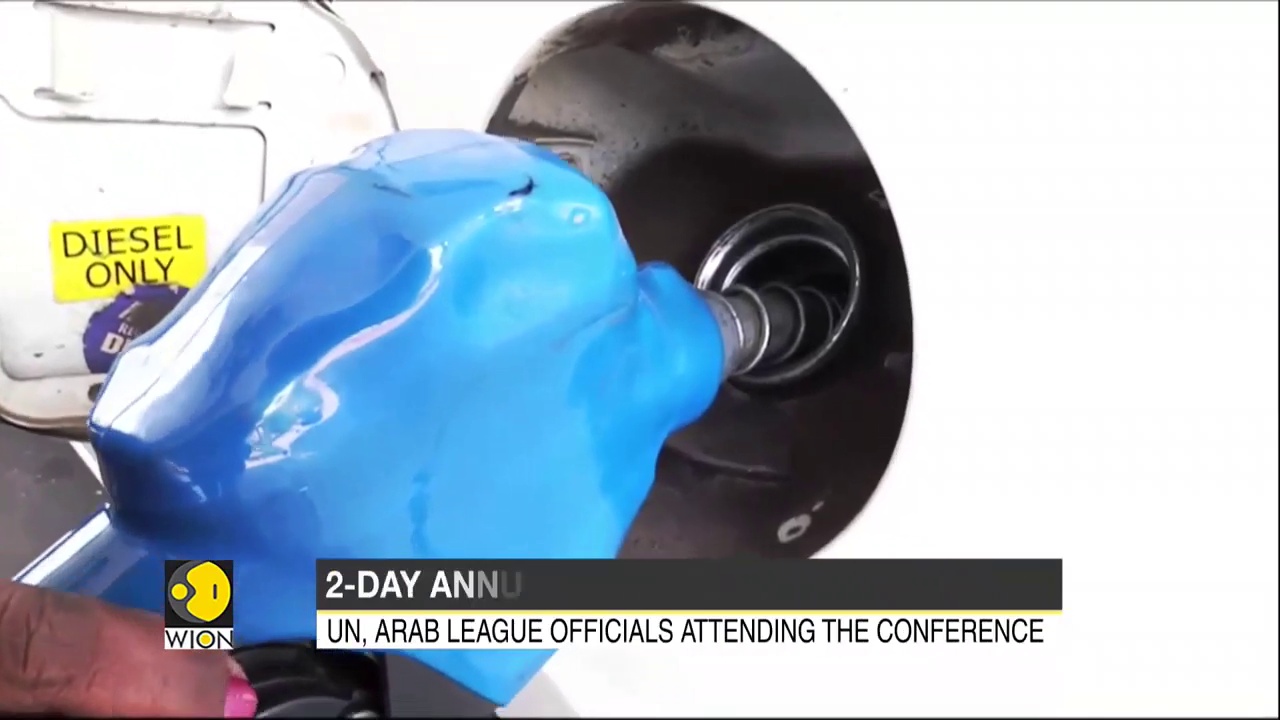 DIESEL
ONLY
2-DAY ANNU
WION
UN, ARAB LEAGUE OFFICIALS ATTENDING THE CONFERENCE